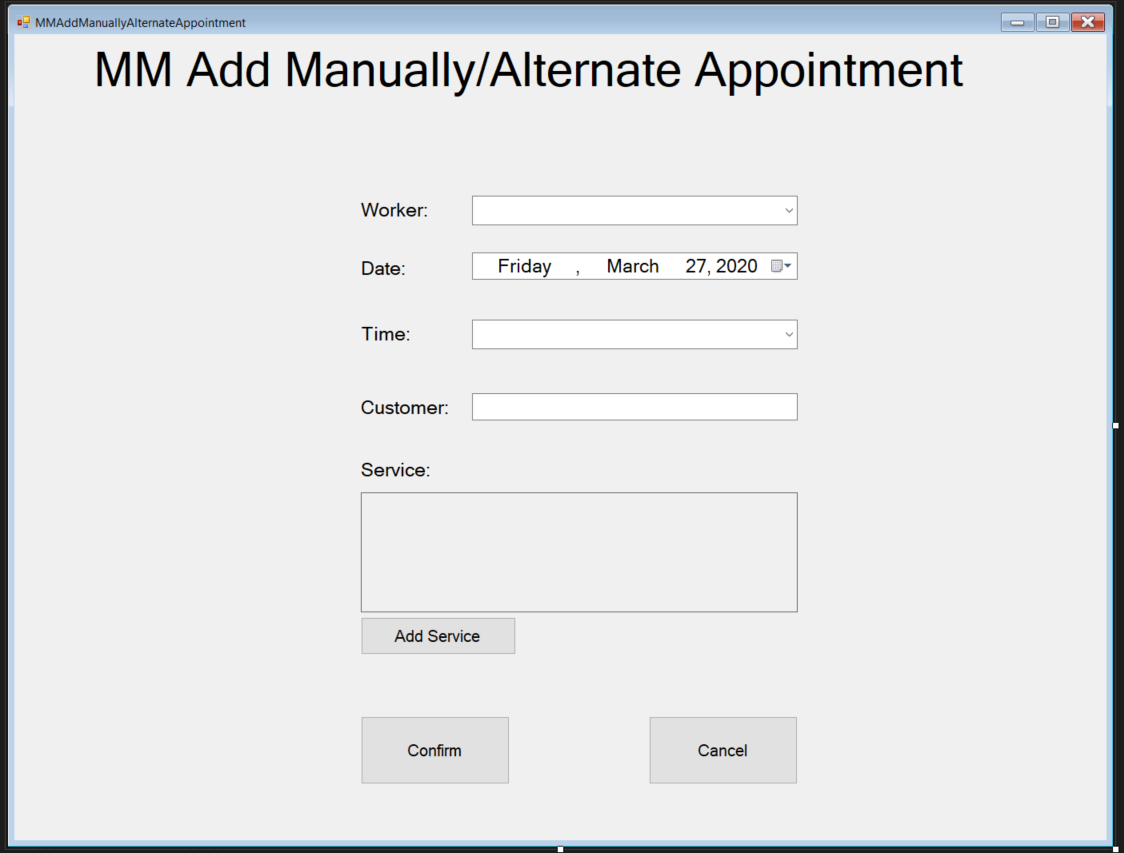 MMAddManuallyAlternateAppointment
MM Add Manually/Alternate Appointment
Worker:
Date: Friday , March 27, 2020
Time:
Customer:
Service:
Add Service
Confirm Cancel